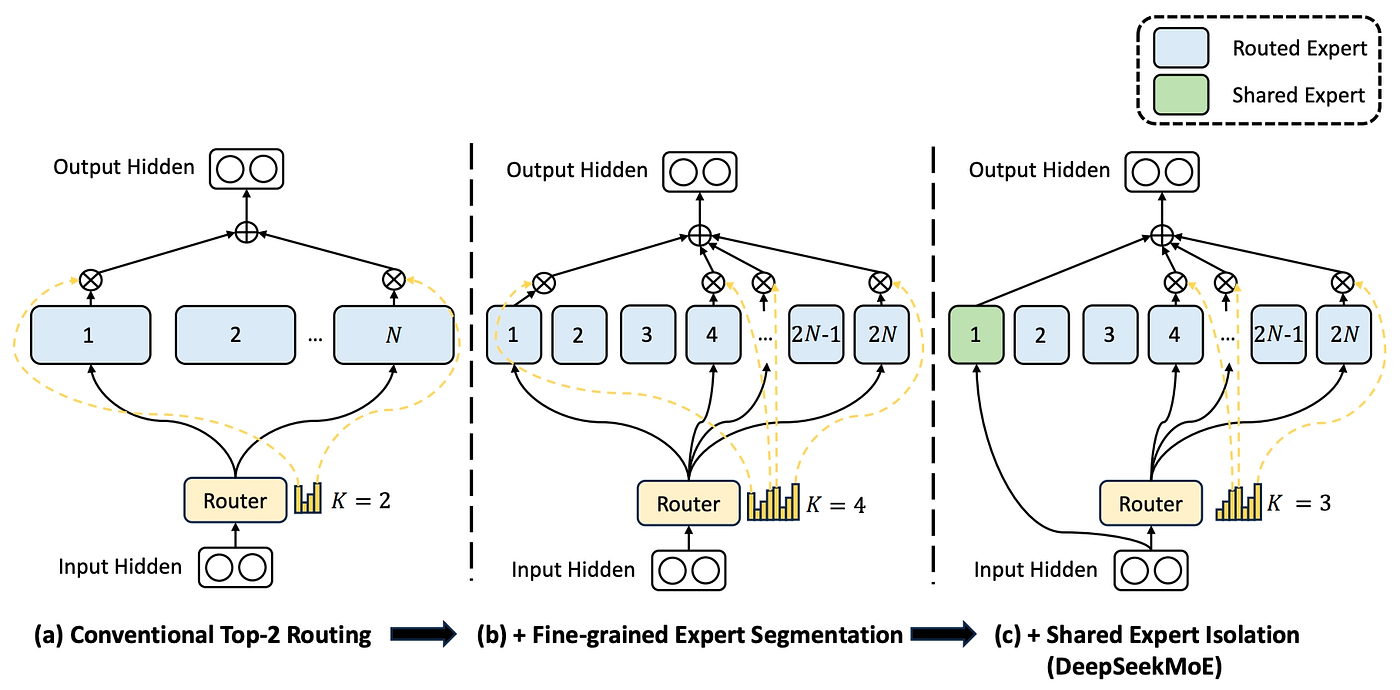 Routed Expert
Shared Expert
Output Hidden
1
2
...
N
Router
K = 2
Input Hidden
(a) Conventional Top-2 Routing
Output Hidden
1
2
3
4
...
2N-1
2N
Router
K = 4
Input Hidden
(b) + Fine-grained Expert Segmentation
Output Hidden
1
2
3
4
...
2N-1
2N
Router
K = 3
Input Hidden
(c) + Shared Expert Isolation
(DeepSeekMoE)